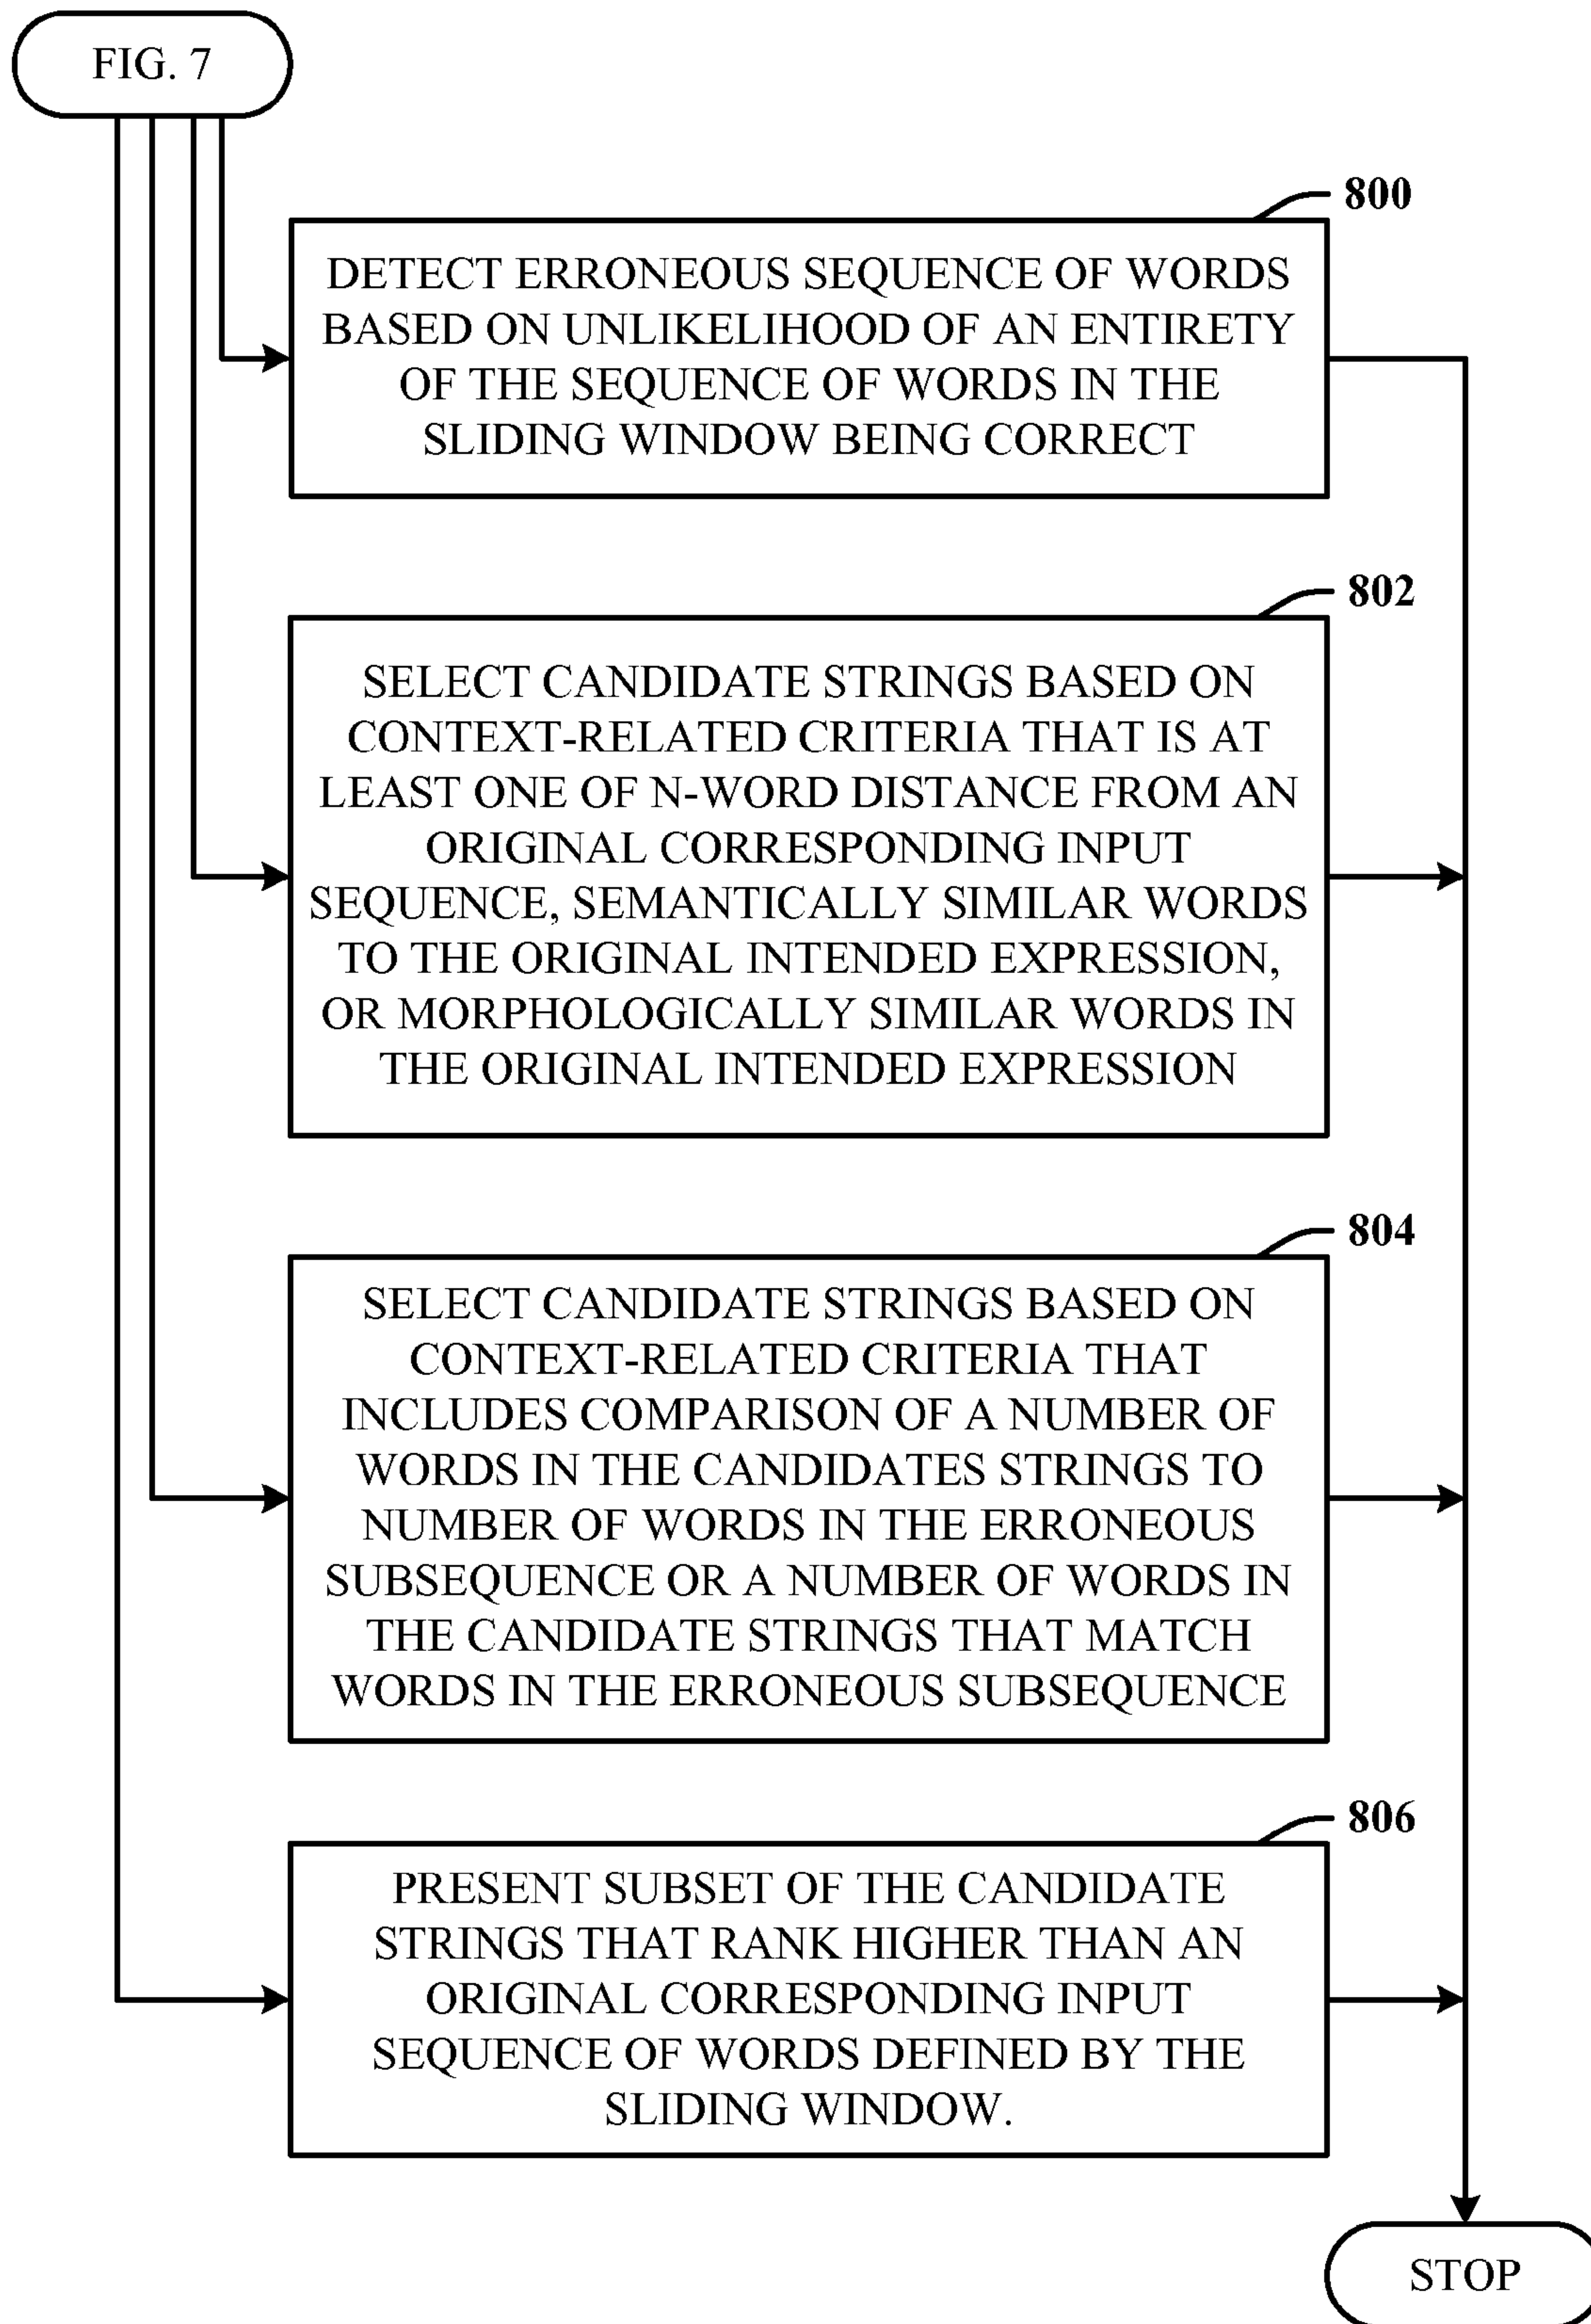 FIG. 7
800
DETECT ERRONEOUS SEQUENCE OF WORDS
BASED ON UNLIKELIHOOD OF AN ENTIRETY
OF THE SEQUENCE OF WORDS IN THE
SLIDING WINDOW BEING CORRECT
802
SELECT CANDIDATE STRINGS BASED ON
CONTEXT-RELATED CRITERIA THAT IS AT
LEAST ONE OF N-WORD DISTANCE FROM AN
ORIGINAL CORRESPONDING INPUT
SEQUENCE, SEMANTICALLY SIMILAR WORDS
TO THE ORIGINAL INTENDED EXPRESSION,
OR MORPHOLOGICALLY SIMILAR WORDS IN
THE ORIGINAL INTENDED EXPRESSION
804
SELECT CANDIDATE STRINGS BASED ON
CONTEXT-RELATED CRITERIA THAT
INCLUDES COMPARISON OF A NUMBER OF
WORDS IN THE CANDIDATES STRINGS TO
NUMBER OF WORDS IN THE ERRONEOUS
SUBSEQUENCE OR A NUMBER OF WORDS IN
THE CANDIDATE STRINGS THAT MATCH
WORDS IN THE ERRONEOUS SUBSEQUENCE
806
PRESENT SUBSET OF THE CANDIDATE
STRINGS THAT RANK HIGHER THAN AN
ORIGINAL CORRESPONDING INPUT
SEQUENCE OF WORDS DEFINED BY THE
SLIDING WINDOW.
STOP